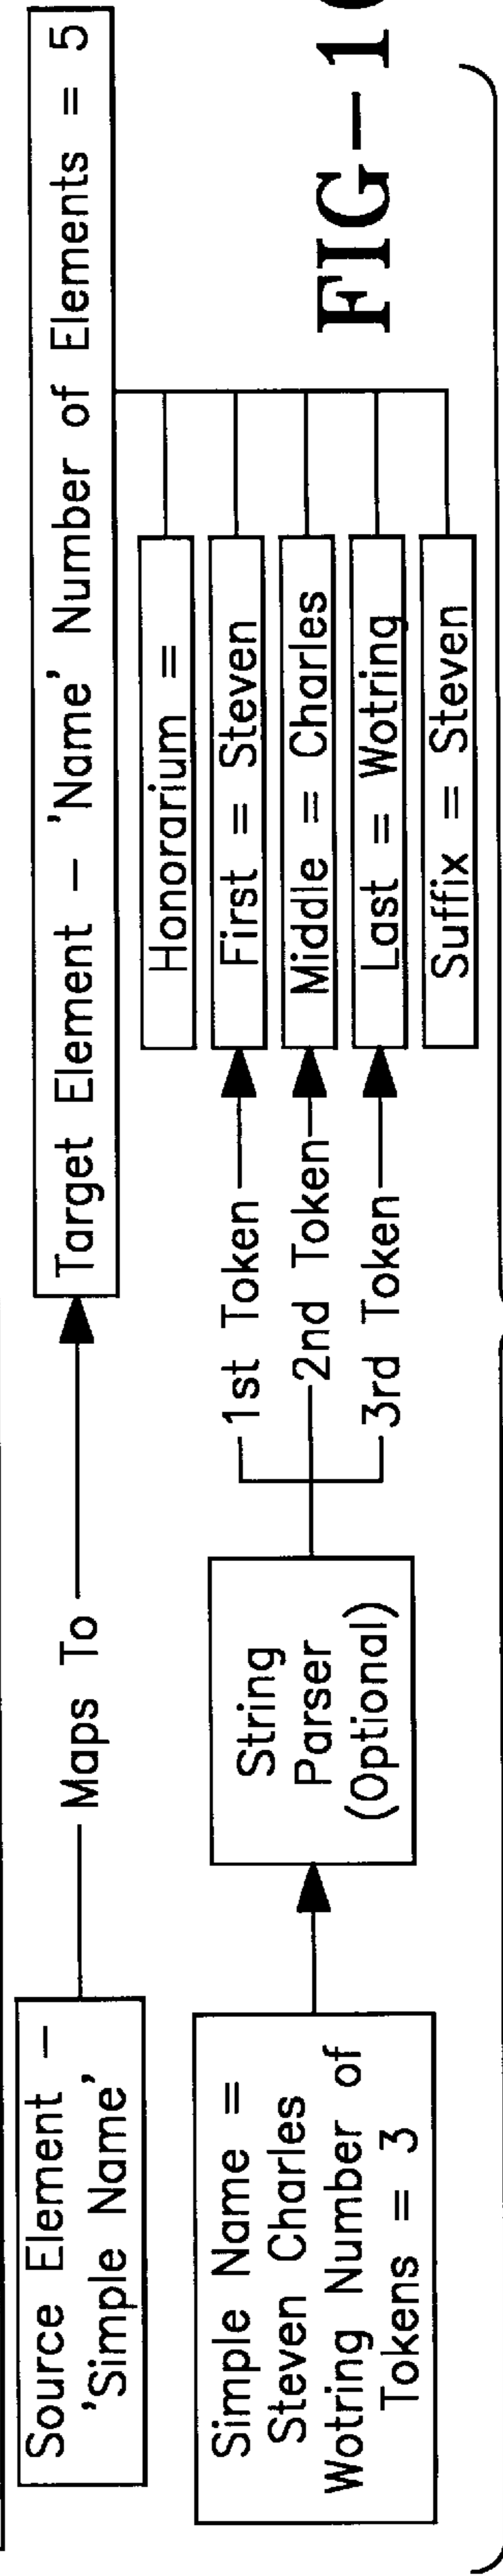 Source Element –
'Simple Name'
Maps To
Target Element – 'Name' Number of Elements = 5
Simple Name =
Steven Charles
Wotring Number of
Tokens = 3
String
Parser
(Optional)
1st Token
2nd Token
3rd Token
Honorarium =
First = Steven
Middle = Charles
Last = Wotring
Suffix = Steven